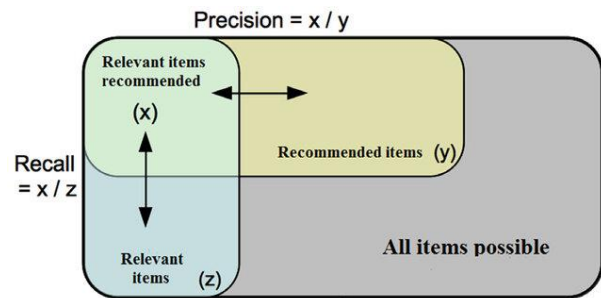 Precision = x / y
Relevant items
recommended
(x)
Recommended items (y)
Recall
= x / z
All items possible
Relevant
items (z)